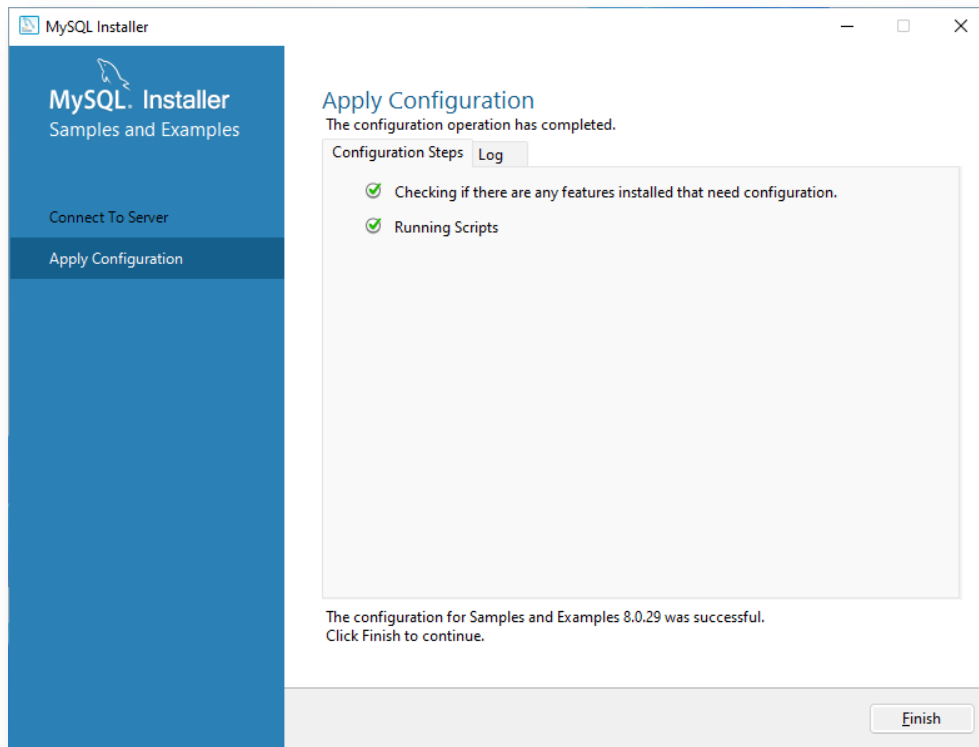 MySQL Installer
MySQL. Installer
Samples and Examples
Connect To Server
Apply Configuration
Apply Configuration
The configuration operation has completed.
Configuration Steps
Log
Checking if there are any features installed that need configuration.
Running Scripts
The configuration for Samples and Examples 8.0.29 was successful.
Click Finish to continue.
Finish